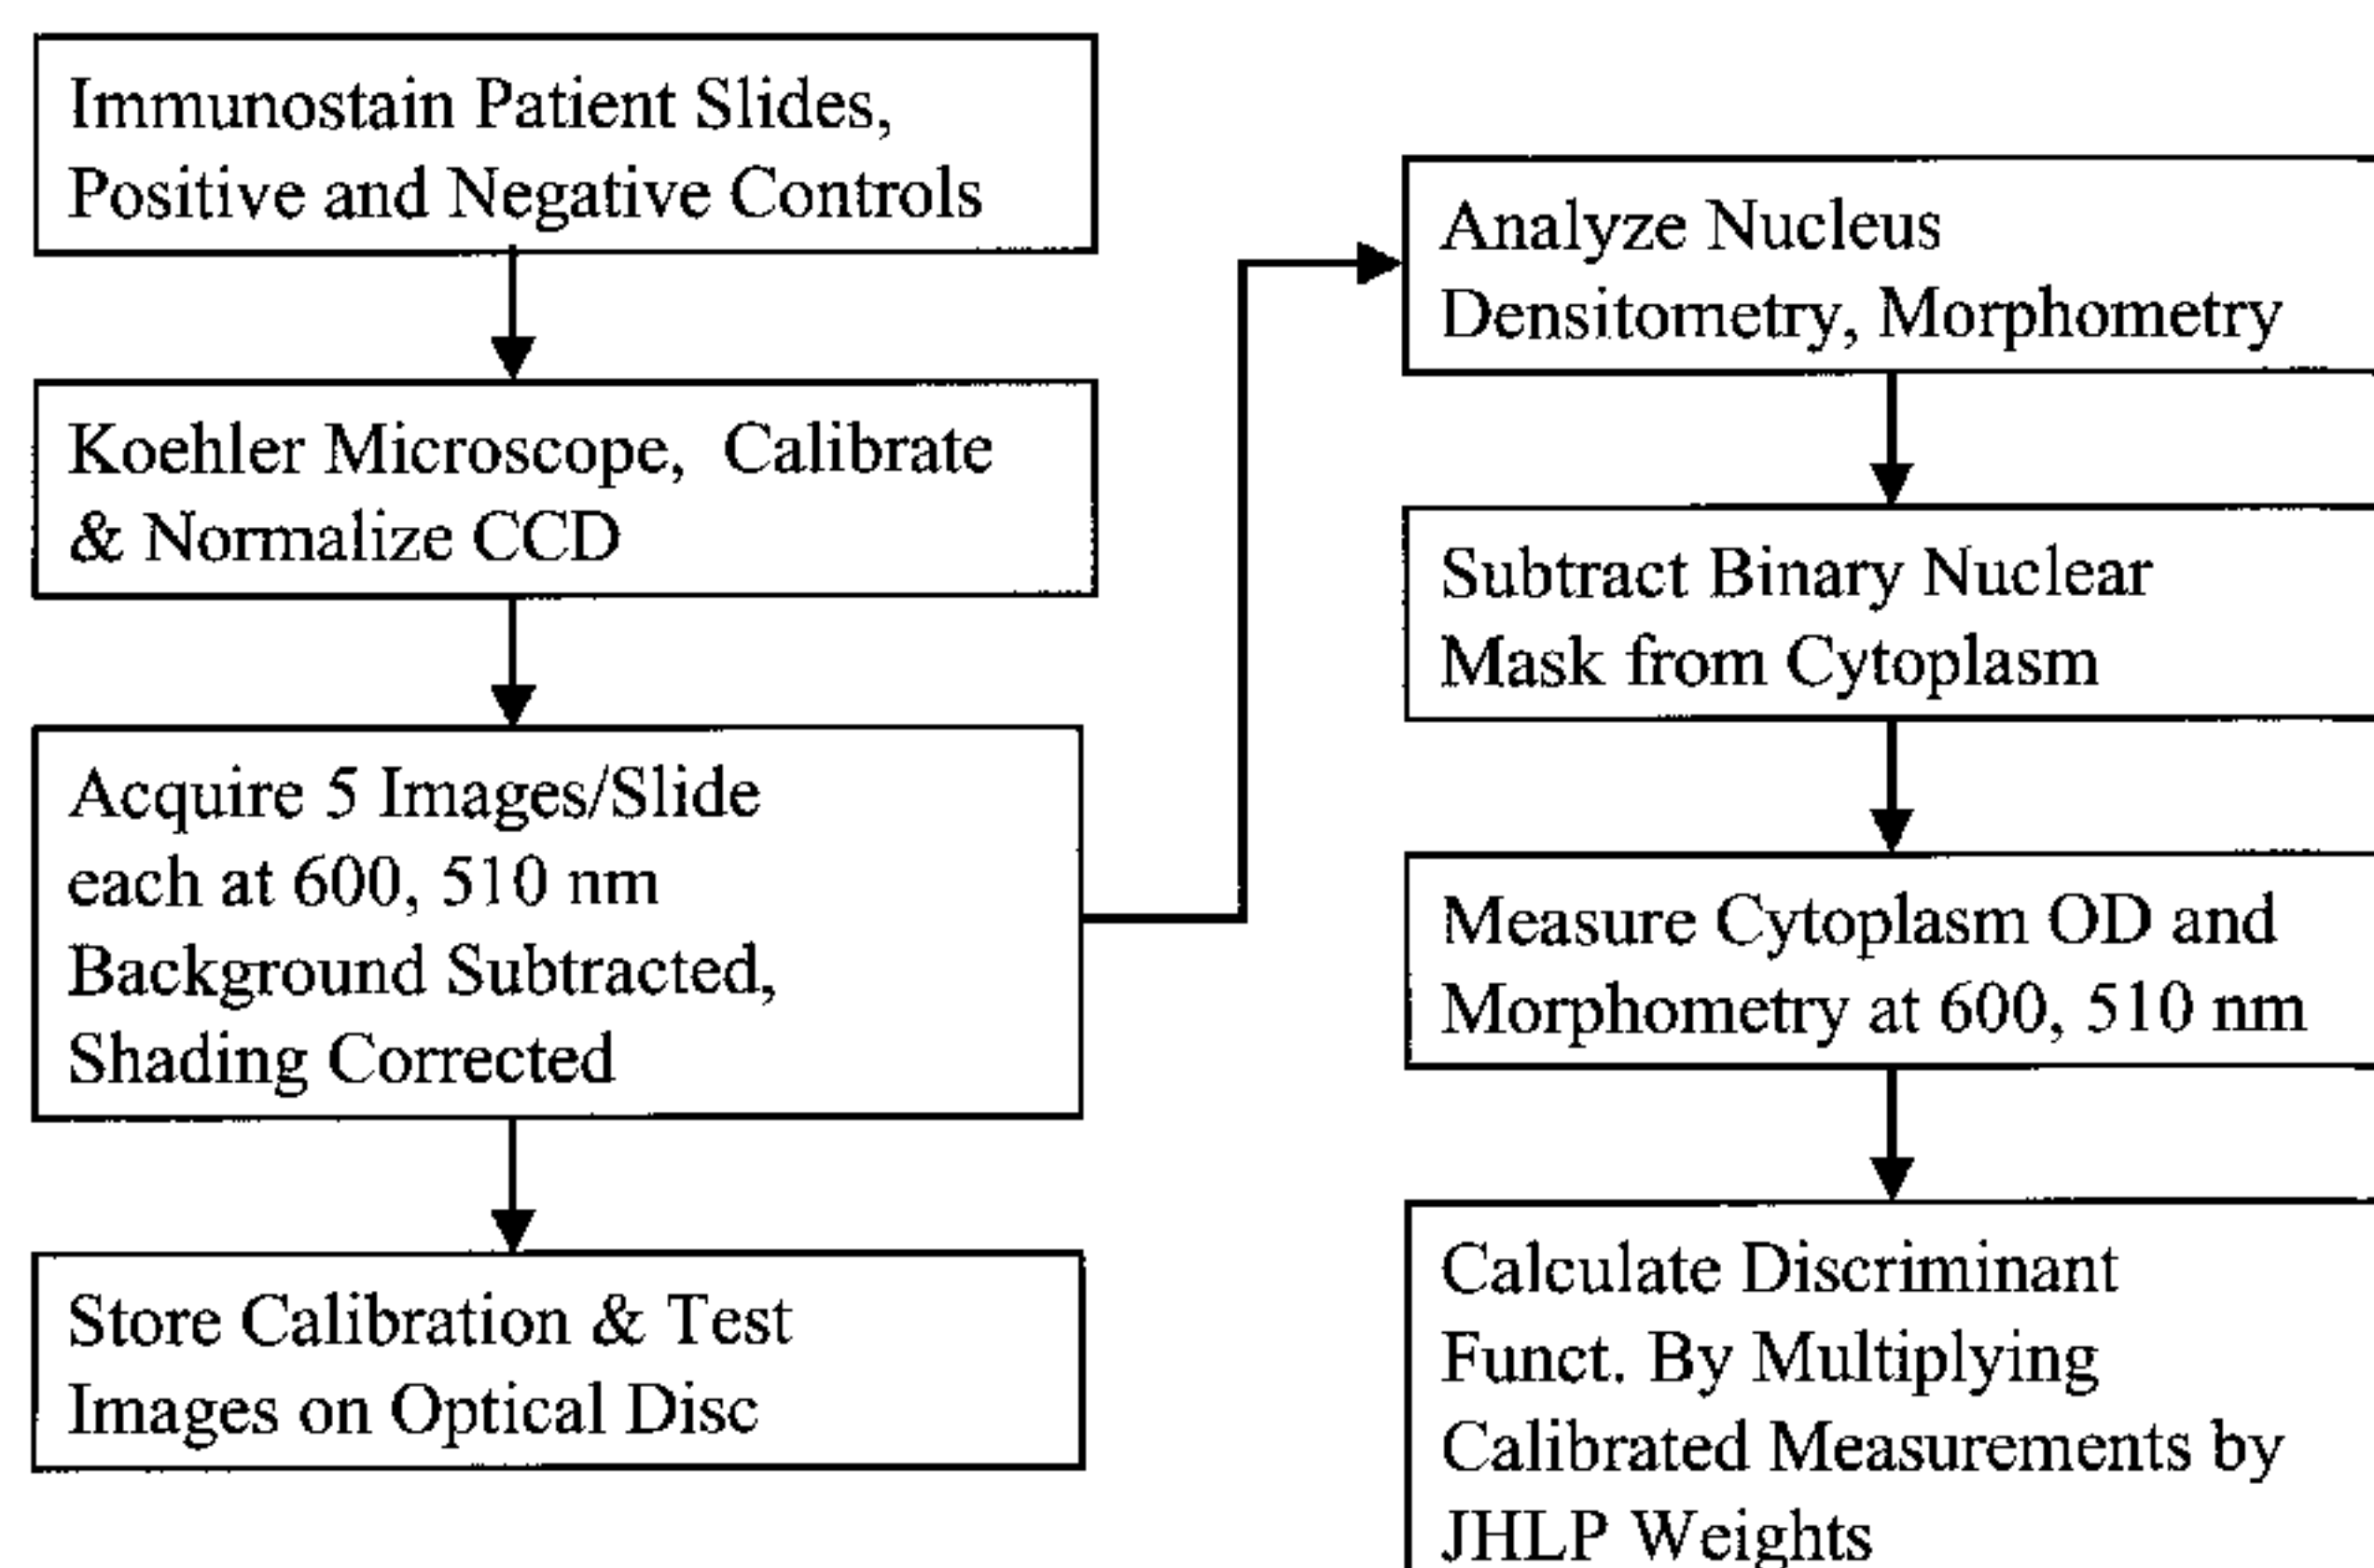 Immunostain Patient Slides,
Positive and Negative Controls
Koehler Microscope, Calibrate
& Normalize CCD
Acquire 5 Images/Slide
each at 600, 510 nm
Background Subtracted,
Shading Corrected
Store Calibration & Test
Images on Optical Disc
Analyze Nucleus
Densitometry, Morphometry
Subtract Binary Nuclear
Mask from Cytoplasm
Measure Cytoplasm OD and
Morphometry at 600, 510 nm
Calculate Discriminant
Funct. By Multiplying
Calibrated Measurements by
JHLP Weights